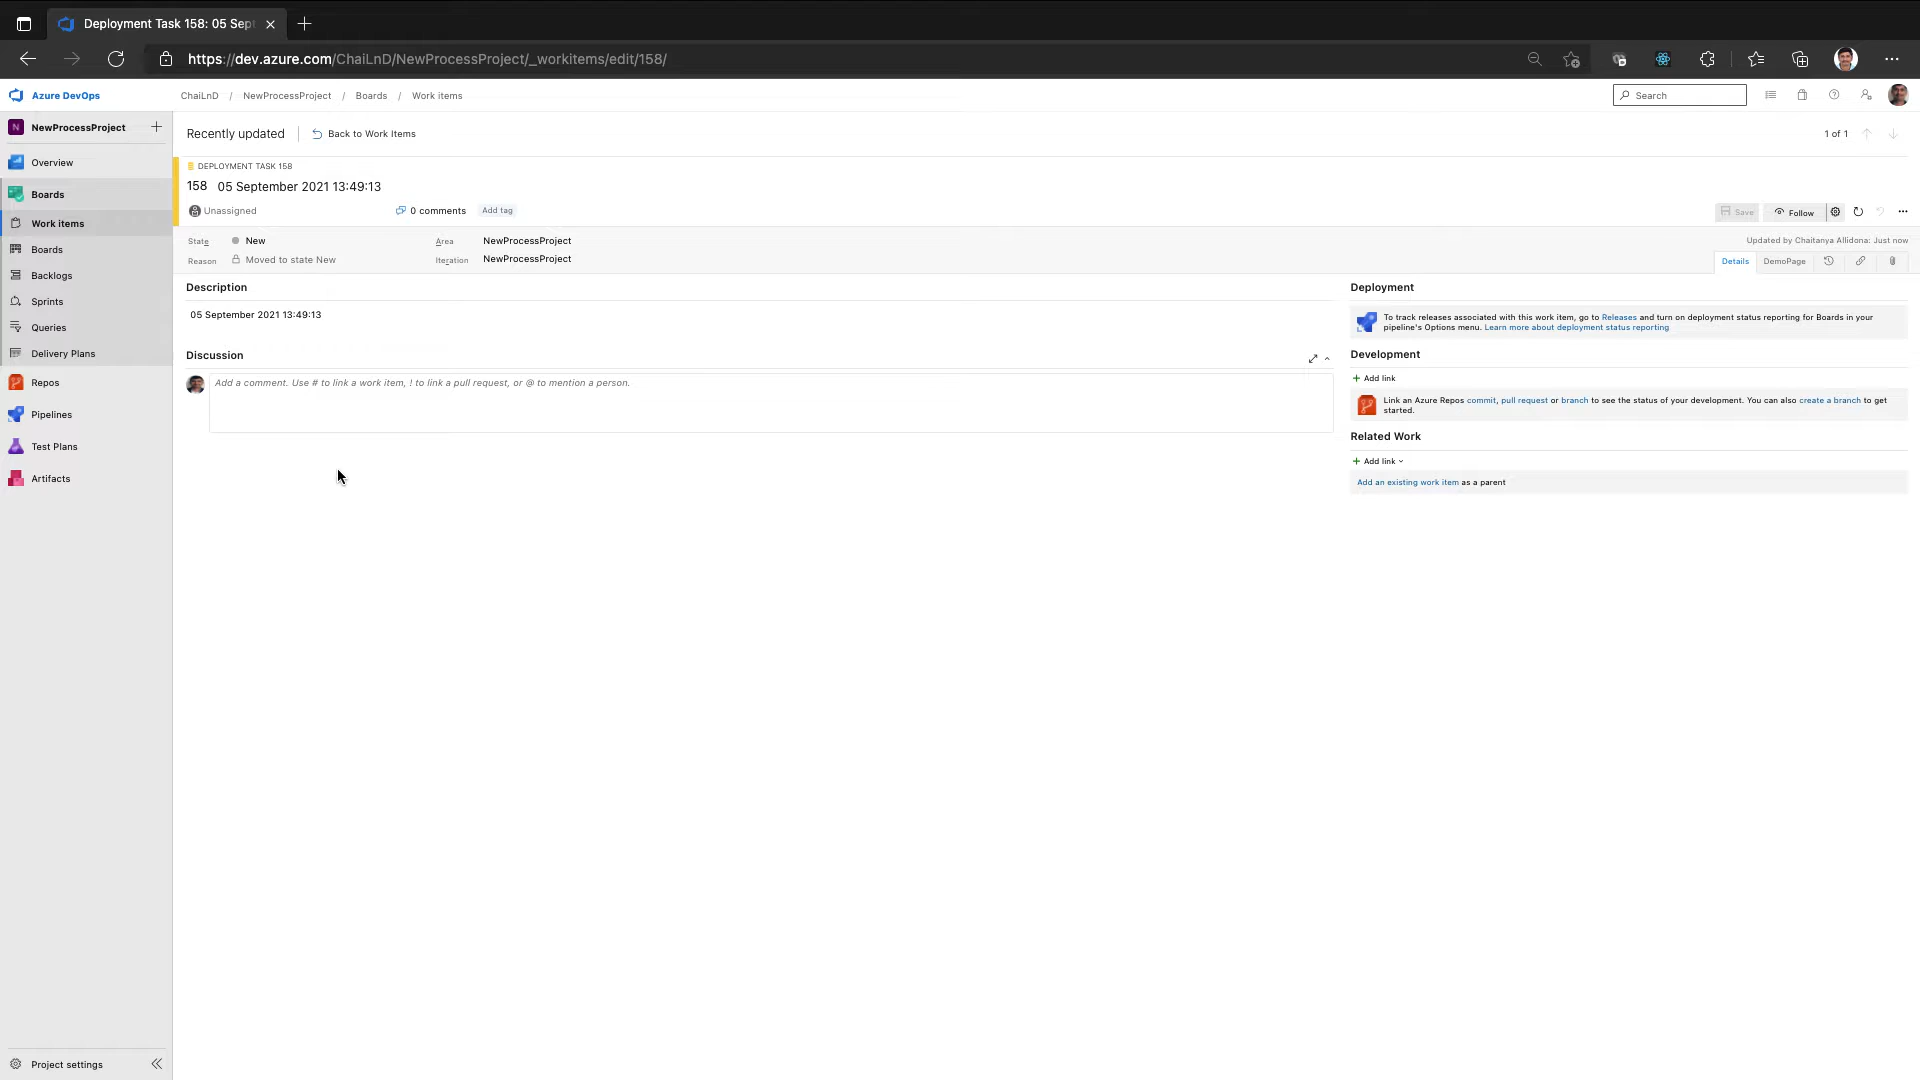 Deployment Task 158: 05 Sep
https://dev.azure.com/ChaiLnD/NewProcessProject/_workitems/edit/158/
Azure DevOps
ChaiLnD / NewProcessProject / Boards / Work items
Search
NewProcessProject
Overview
Boards
Work items
Boards
Backlogs
Sprints
Queries
Delivery Plans
Repos
Pipelines
Test Plans
Artifacts
Project settings
Recently updated
Back to Work Items
1 of 1
DEPLOYMENT TASK 158
158 05 September 2021 13:49:13
Unassigned
0 comments
Add tag
Save
Follow
State
New
Area
NewProcessProject
Updated by Chaitanya Allidona: Just now
Reason
Moved to state New
Iteration
NewProcessProject
Details
DemoPage
Description
05 September 2021 13:49:13
Discussion
Add a comment. Use # to link a work item, ! to link a pull request, or @ to mention a person.
Deployment
To track releases associated with this work item, go to Releases and turn on deployment status reporting for Boards in your
pipeline's Options menu. Learn more about deployment status reporting
Development
+ Add link
Link an Azure Repos commit, pull request or branch to see the status of your development. You can also create a branch to get
started.
Related Work
+ Add link
Add an existing work item as a parent